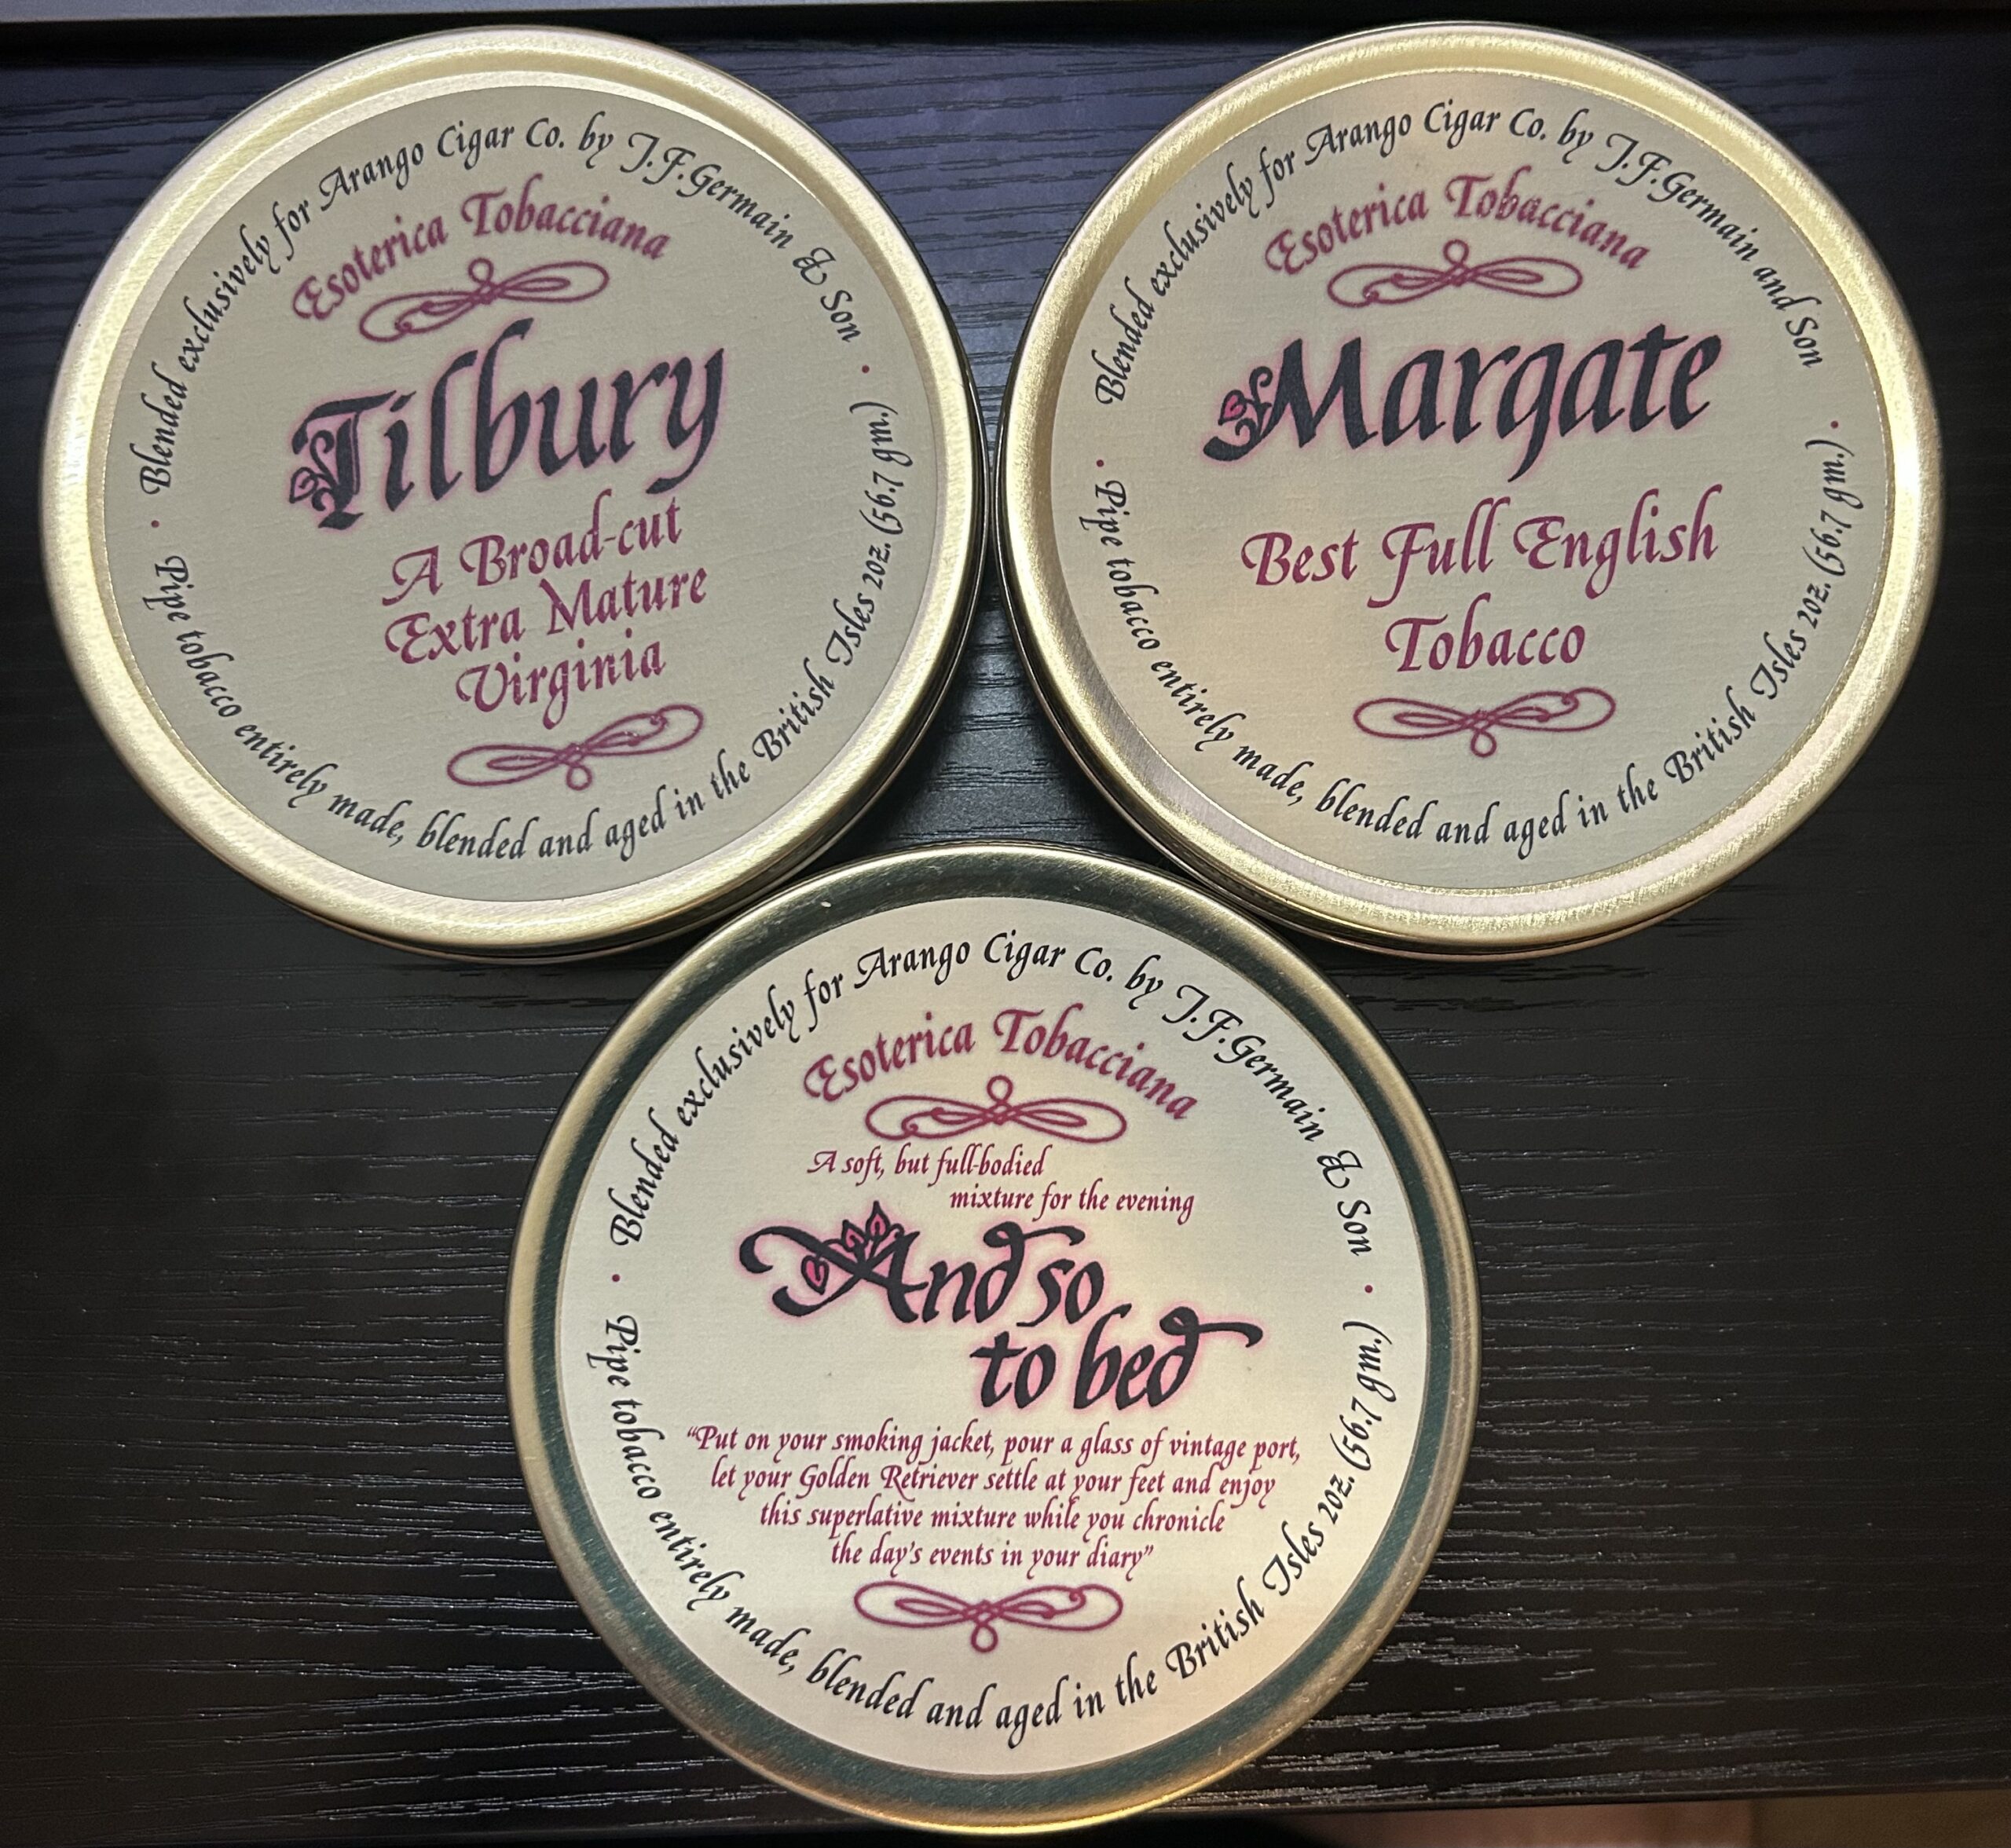 Blended exclusively for Arango Cigar Co. by J.F.Germain & Son
Esoterica Tobacciana
Tilbury
A Broad-cut
Extra Mature
Virginia
Pipe tobacco entirely made, blended and aged in the British Isles 2oz. (56.7 gm.)
Blended exclusively for Arango Cigar Co. by J.F.Germain and Son
Esoterica Tobacciana
Margate
Best Full English
Tobacco
Pipe tobacco entirely made, blended and aged in the British Isles 2oz. (56.7 gm.)
Blended exclusively for Arango Cigar Co. by J.F.Germain & Son
Esoterica Tobacciana
A soft, but full-bodied
mixture for the evening
And so
to bed
“Put on your smoking jacket, pour a glass of vintage port,
let your Golden Retriever settle at your feet and enjoy
this superlative mixture while you chronicle
the day's events in your diary”
Pipe tobacco entirely made, blended and aged in the British Isles 2oz. (56.7 gm.)